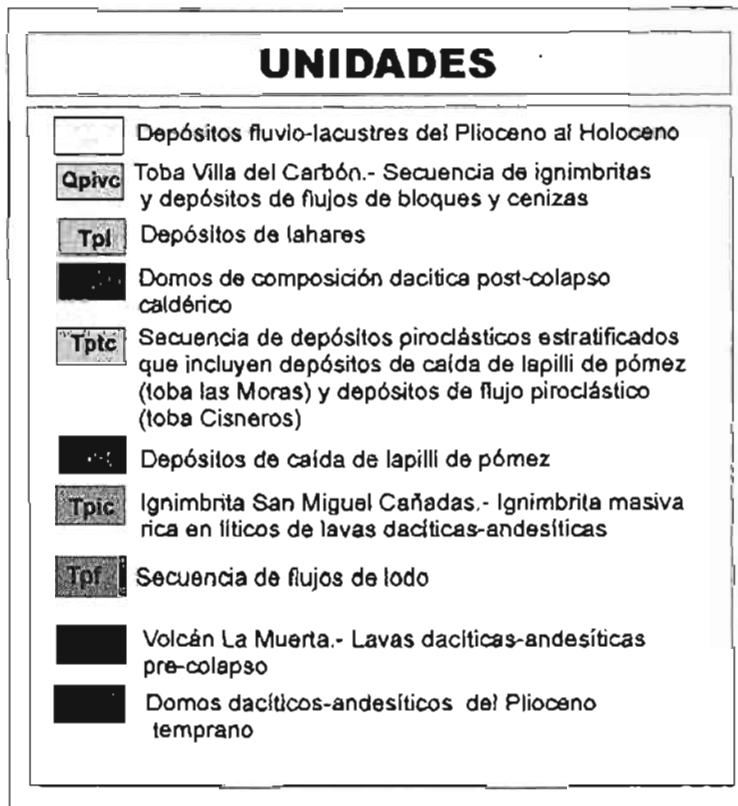 UNIDADES
Depósitos fluvio-lacustres del Plioceno al Holoceno
Qpivc Toba Villa del Carbón.- Secuencia de ignimbritas
y depósitos de flujos de bloques y cenizas
Tpl Depósitos de lahares
Domos de composición dacitica post-colapso
caldérico
Tptc Secuencia de depósitos piroclásticos estratificados
que incluyen depósitos de caída de lapilli de pómez
(toba las Moras) y depósitos de flujo piroclástico
(toba Cisneros)
Depósitos de caída de lapilli de pómez
Tpic Ignimbrita San Miguel Cañadas.- Ignimbrita masiva
rica en líticos de lavas dacíticas-andesíticas
Tpf Secuencia de flujos de lodo
Volcán La Muerta.- Lavas dacíticas-andesíticas
pre-colapso
Domos dacíticos-andesíticos del Plioceno
temprano